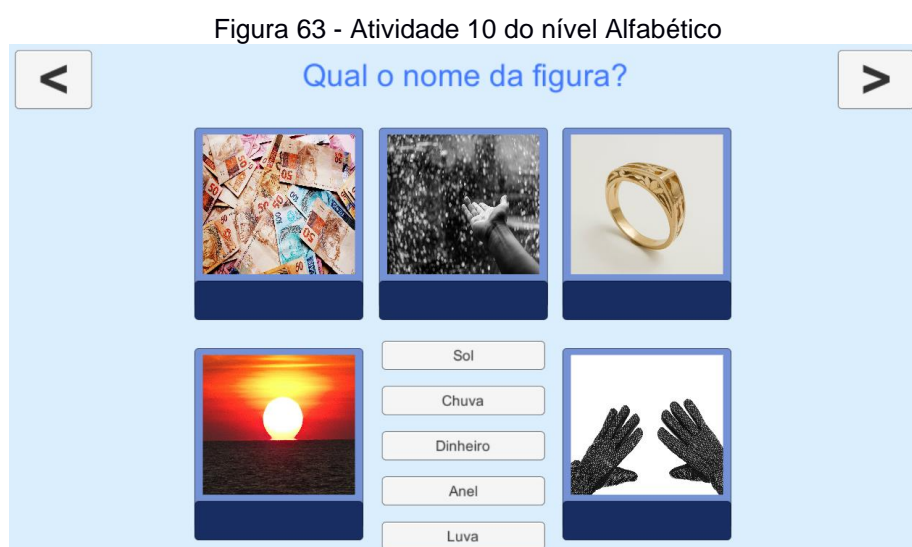 Figura 63 - Atividade 10 do nível Alfabético
<
Qual o nome da figura?
>
Sol
Chuva
Dinheiro
Anel
Luva